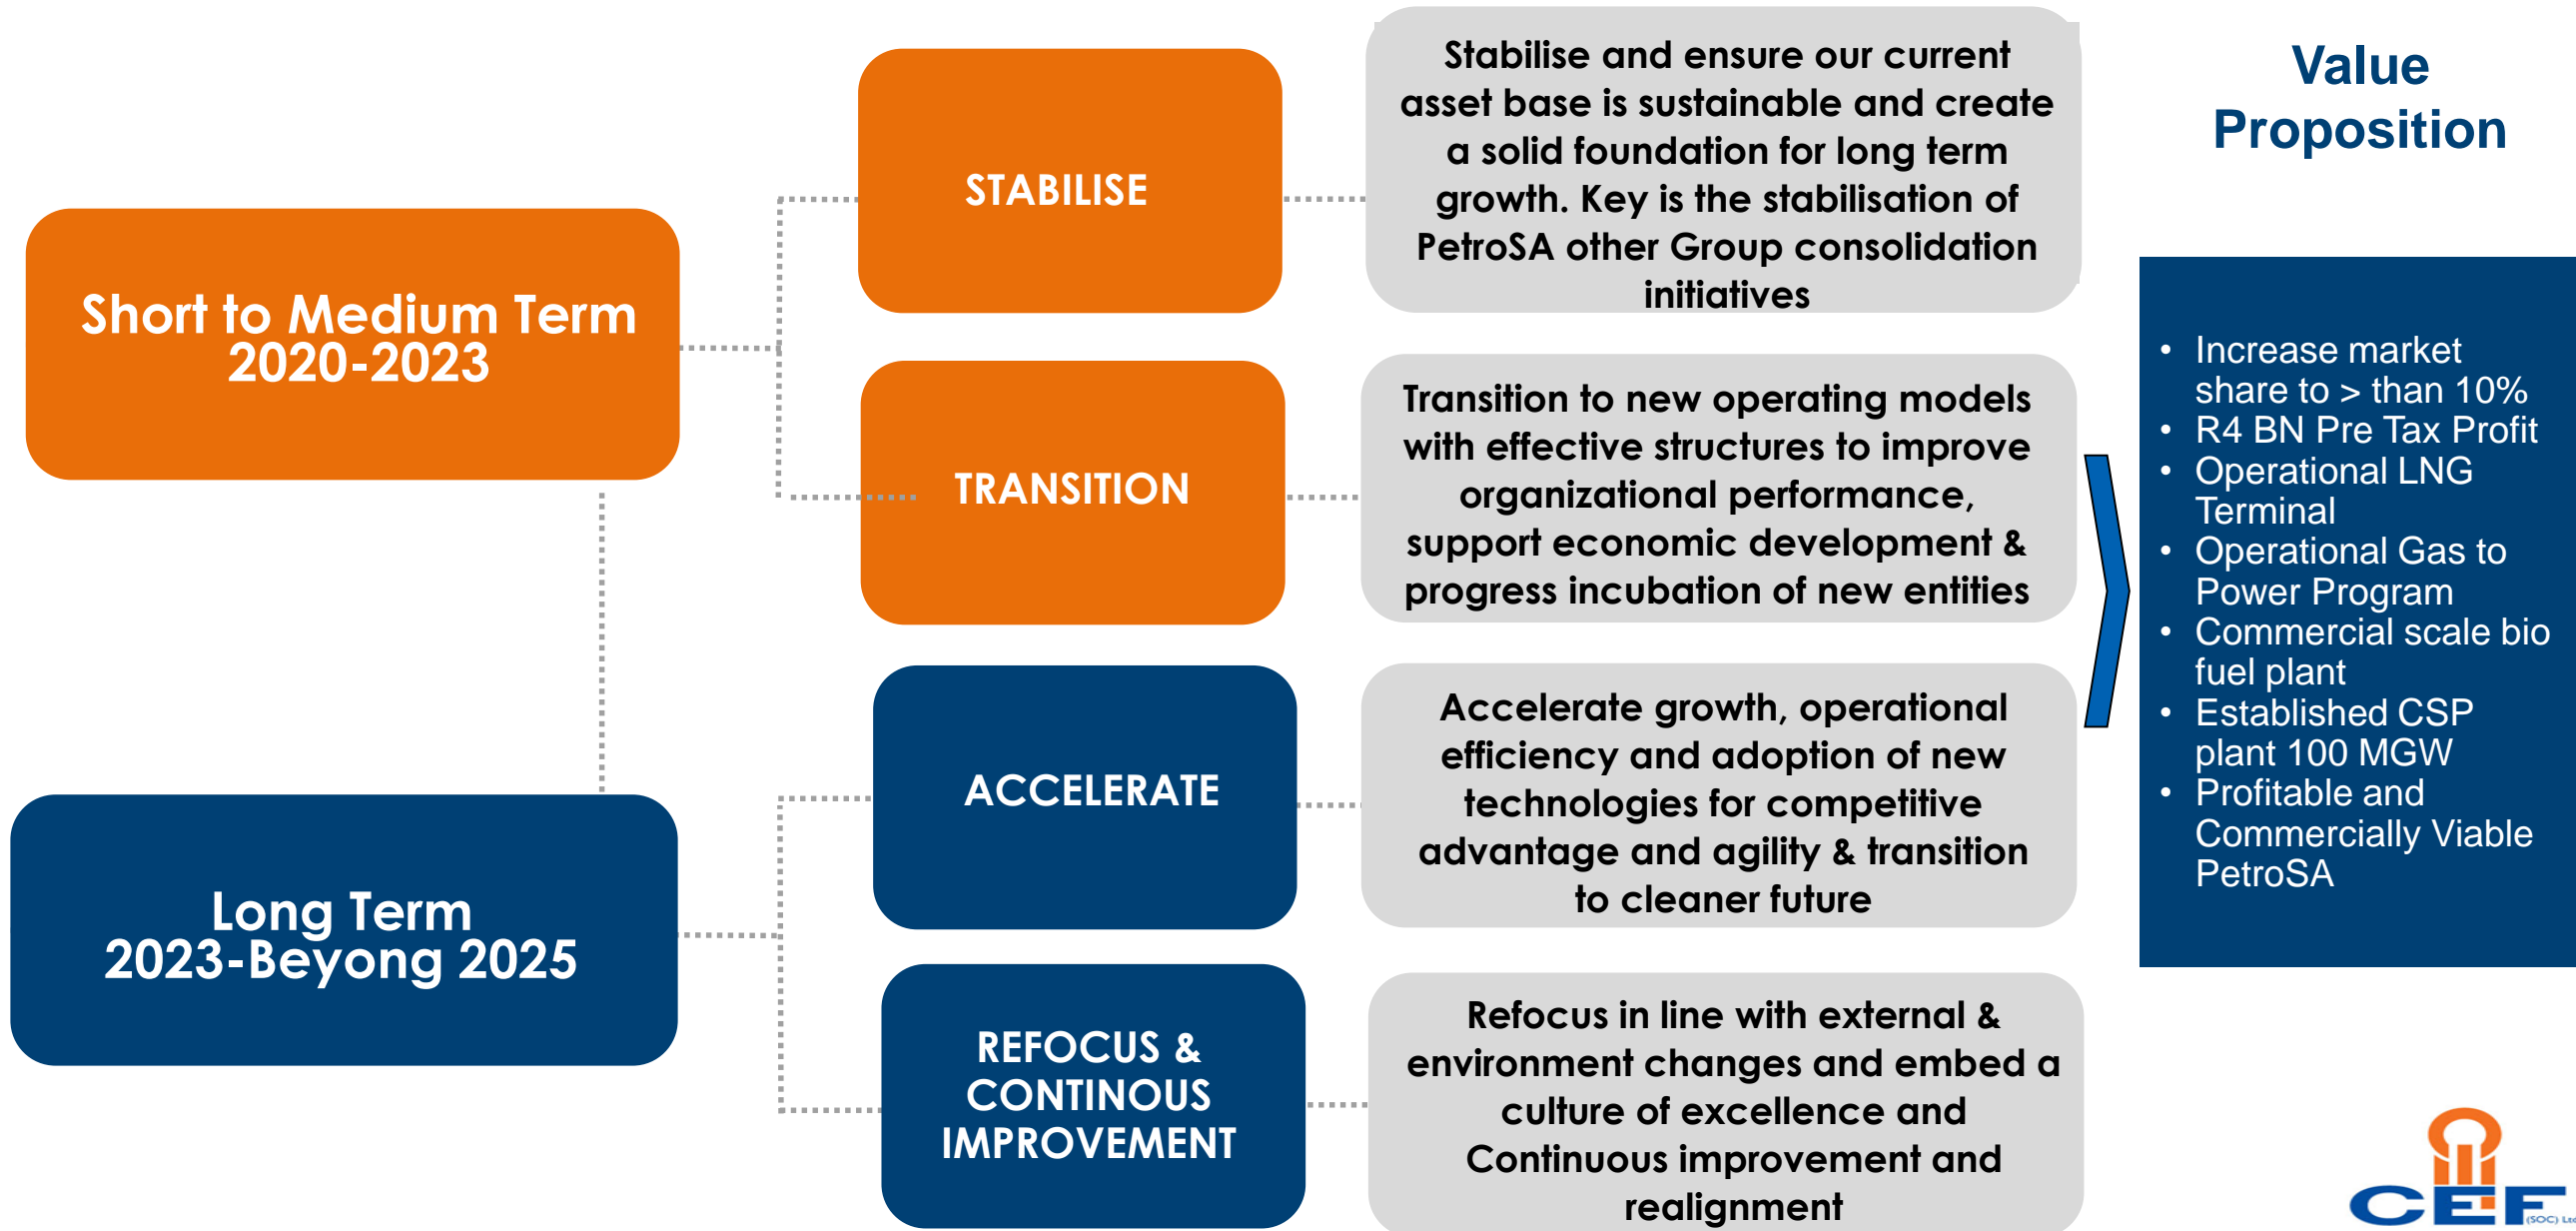 Short to Medium Term
2020-2023
STABILISE
Stabilise and ensure our current
asset base is sustainable and create
a solid foundation for long term
growth. Key is the stabilisation of
PetroSA other Group consolidation
initiatives
TRANSITION
Transition to new operating models
with effective structures to improve
organizational performance,
support economic development &
progress incubation of new entities
Long Term
2023-Beyong 2025
ACCELERATE
Accelerate growth, operational
efficiency and adoption of new
technologies for competitive
advantage and agility & transition
to cleaner future
REFOCUS &
CONTINOUS
IMPROVEMENT
Refocus in line with external &
environment changes and embed a
culture of excellence and
Continuous improvement and
realignment
Value
Proposition
• Increase market
share to > than 10%
• R4 BN Pre Tax Profit
• Operational LNG
Terminal
• Operational Gas to
Power Program
• Commercial scale bio
fuel plant
• Established CSP
plant 100 MGW
• Profitable and
Commercially Viable
PetroSA
CEF
(SOC) Ltd